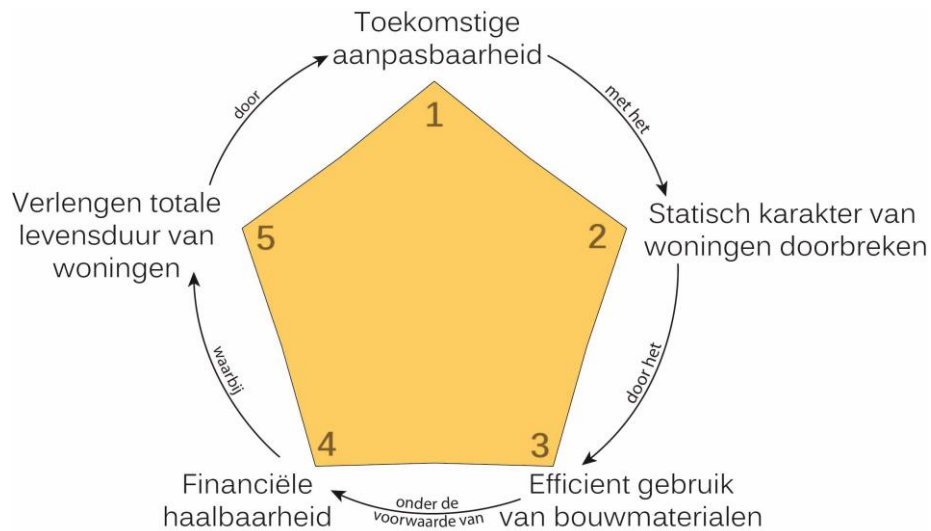 Toekomstige
aanpasbaarheid
1
met het
2
Statisch karakter van
woningen doorbreken
door het
3
Efficient gebruik
van bouwmaterialen
onder de
voorwaarde van
4
Financiële
haalbaarheid
waarbij
5
Verlengen totale
levensduur van
woningen
door